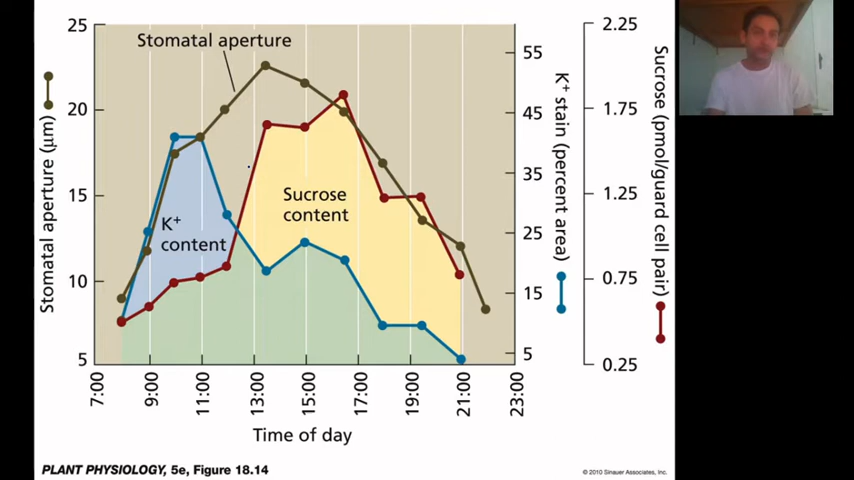 Stomatal aperture
25
20
15
10
5
Stomatal aperture (μm)
K+
content
Sucrose
content
55
45
35
25
15
5
K+ stain (percent area)
2.25
1.75
1.25
0.75
0.25
Sucrose (pmol/guard cell pair)
7:00
9:00
11:00
13:00
15:00
17:00
19:00
21:00
23:00
Time of day
PLANT PHYSIOLOGY, 5e, Figure 18.14
© 2010 Sinauer Associates, Inc.